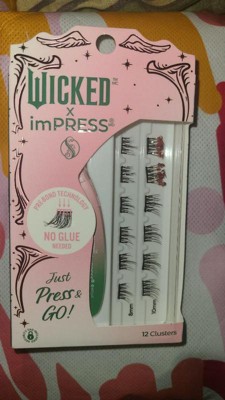 WICKED
x
imPRESS
PRE-BOND TECHNOLOGY
NO GLUE
NEEDED
Just
Press &
GO!
12 Clusters